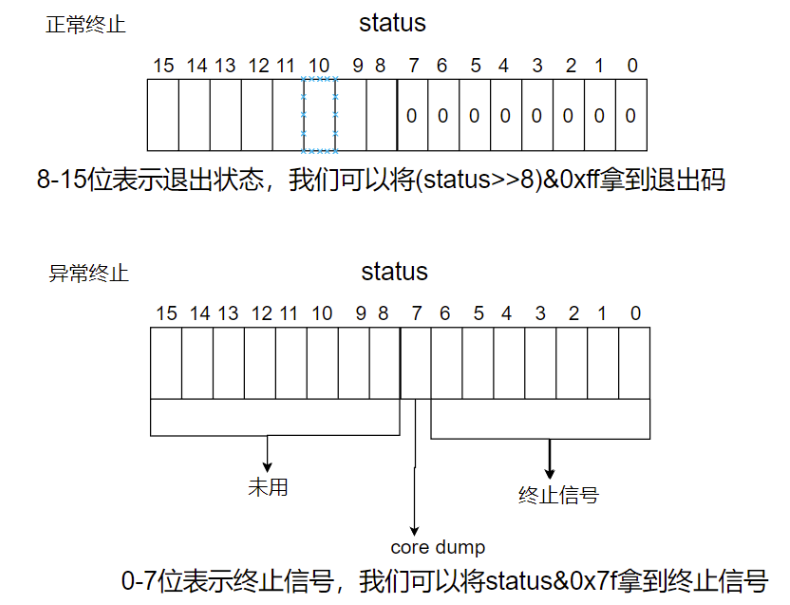 正常终止
status
15 14 13 12 11 10 9 8 7 6 5 4 3 2 1 0
0 0 0 0 0 0 0 0
8-15位表示退出状态，我们可以将(status>>8)&0xff拿到退出码
异常终止
status
15 14 13 12 11 10 9 8 7 6 5 4 3 2 1 0
未用
终止信号
core dump
0-7位表示终止信号，我们可以将status&0x7f拿到终止信号